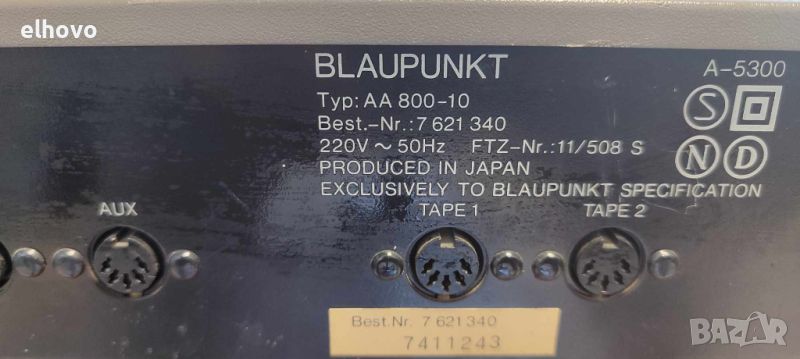 elhovo
BLAUPUNKT
A-5300
Typ: AA 800-10
Best.-Nr.: 7 621 340
220V ~ 50Hz FTZ-Nr.: 11/508 S
PRODUCED IN JAPAN
EXCLUSIVELY TO BLAUPUNKT SPECIFICATION
S
N D
AUX
TAPE 1
TAPE 2
Best.Nr. 7 621 340
7411243
BAZAR